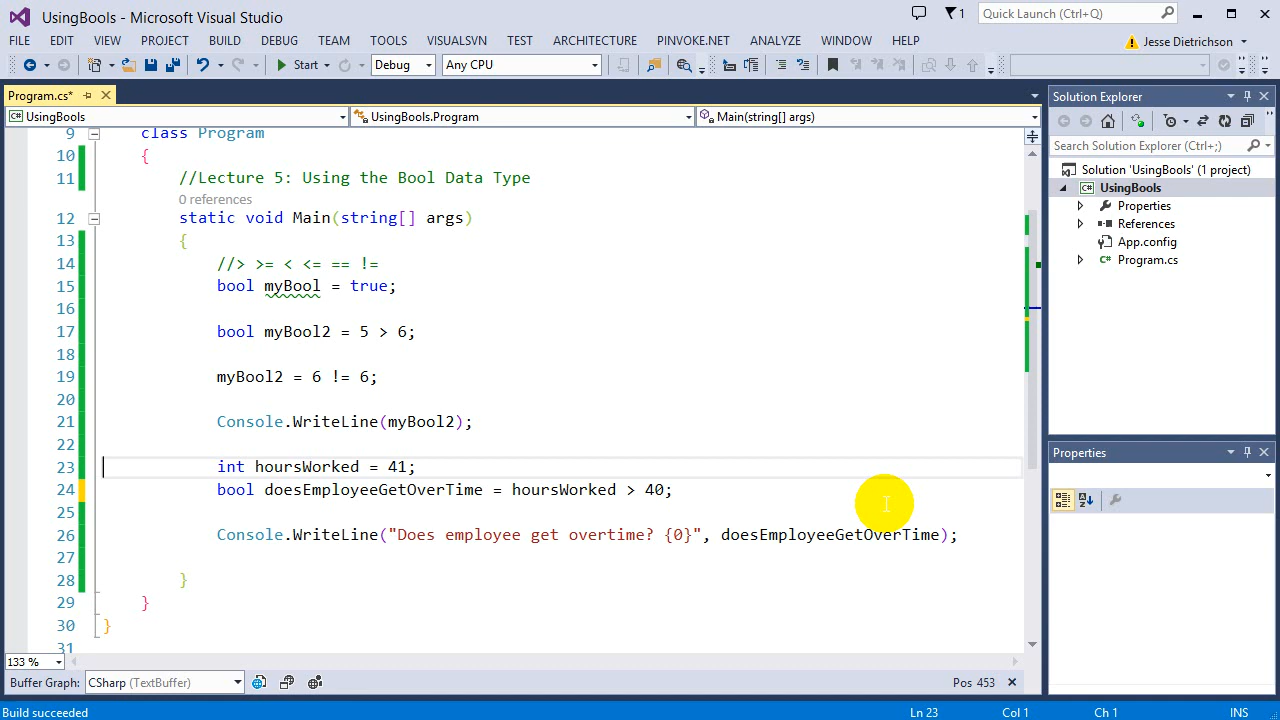 UsingBools - Microsoft Visual Studio
1
Quick Launch (Ctrl+Q)
FILE EDIT VIEW PROJECT BUILD DEBUG TEAM TOOLS VISUALSVN TEST ARCHITECTURE PINVOKE.NET ANALYZE WINDOW HELP
Jesse Dietrichson
Start Debug Any CPU
Program.cs*
UsingBools UsingBools.Program Main(string[] args)
9 class Program
10 {
11 //Lecture 5: Using the Bool Data Type
0 references
12 static void Main(string[] args)
13 {
14 //> >= < <= == !=
15 bool myBool = true;
16
17 bool myBool2 = 5 > 6;
18
19 myBool2 = 6 != 6;
20
21 Console.WriteLine(myBool2);
22
23 int hoursWorked = 41;
24 bool doesEmployeeGetOverTime = hoursWorked > 40;
25
26 Console.WriteLine("Does employee get overtime? {0}", doesEmployeeGetOverTime);
27
28 }
29 }
30 }
31
133 %
Buffer Graph: CSharp (TextBuffer) Pos 453
Solution Explorer
Search Solution Explorer (Ctrl+;)
Solution 'UsingBools' (1 project)
UsingBools
Properties
References
App.config
Program.cs
Properties
Build succeeded Ln 23 Col 1 Ch 1 INS